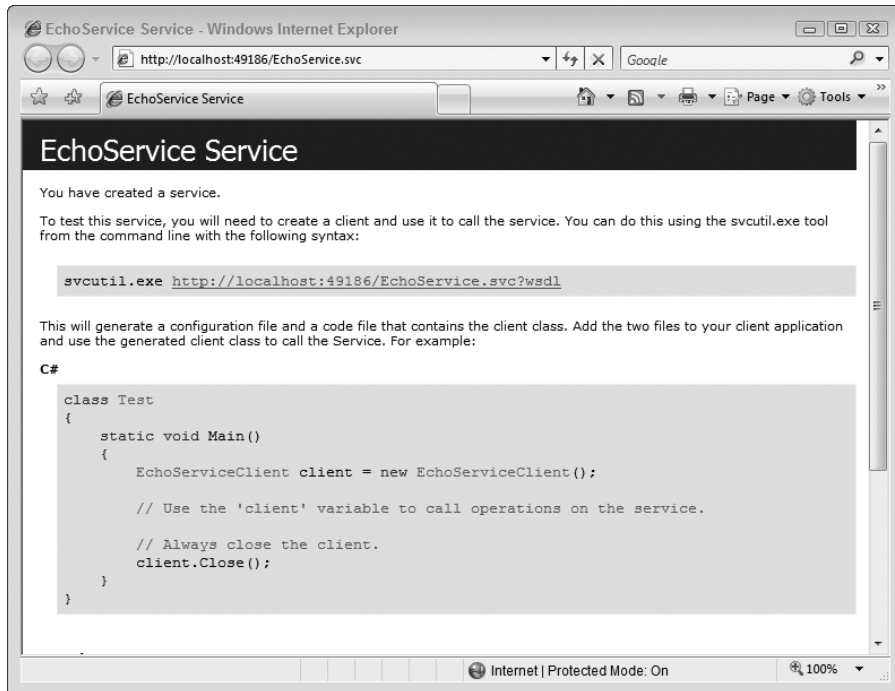 EchoService Service - Windows Internet Explorer
http://localhost:49186/EchoService.svc
Google
EchoService Service
Page
Tools
EchoService Service
You have created a service.
To test this service, you will need to create a client and use it to call the service. You can do this using the svcutil.exe tool
from the command line with the following syntax:
svcutil.exe http://localhost:49186/EchoService.svc?wsdl
This will generate a configuration file and a code file that contains the client class. Add the two files to your client application
and use the generated client class to call the Service. For example:
C#
class Test
{
    static void Main()
    {
        EchoServiceClient client = new EchoServiceClient();
        // Use the 'client' variable to call operations on the service.
        // Always close the client.
        client.Close();
    }
}
Internet | Protected Mode: On
100%